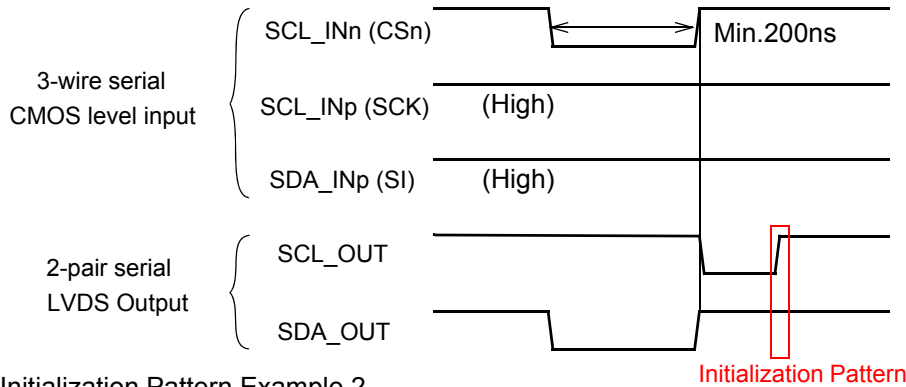 SCL_INn (CSn)
Min.200ns
3-wire serial
CMOS level input
SCL_INp (SCK)
(High)
SDA_INp (SI)
(High)
2-pair serial
LVDS Output
SCL_OUT
SDA_OUT
Initialization Pattern
Initialization Pattern Example 2